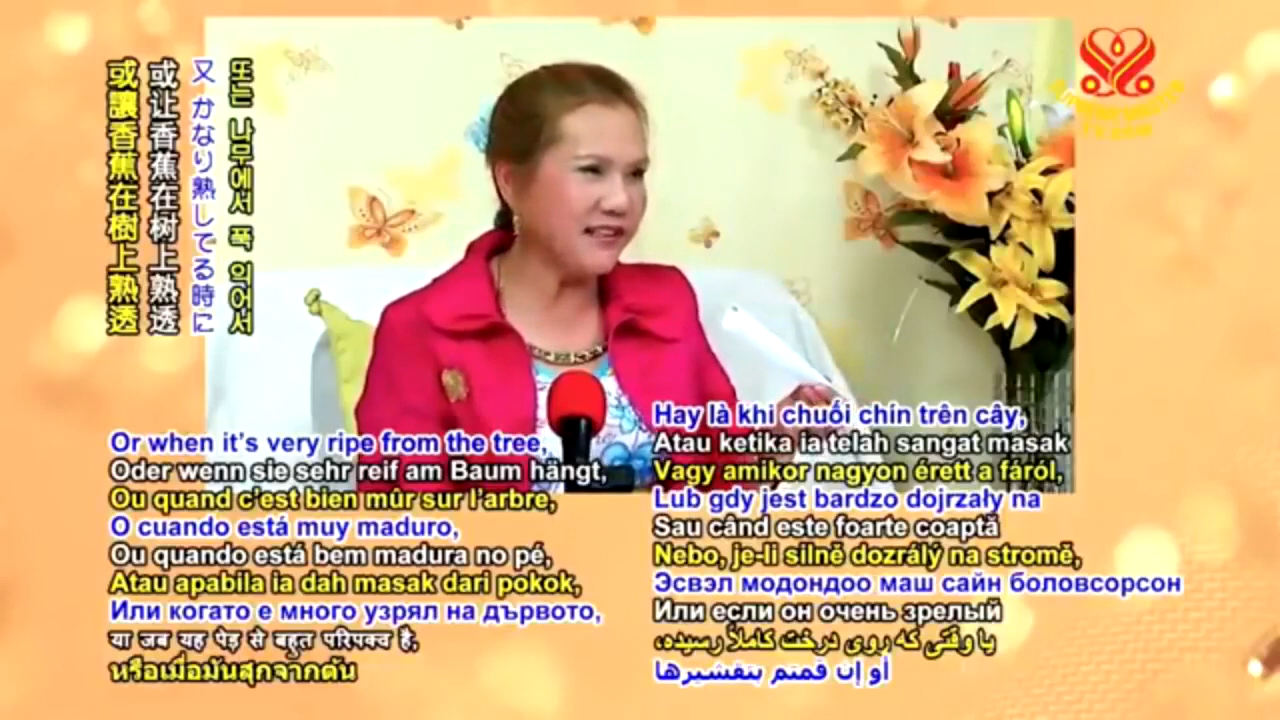 或讓香蕉在樹上熟透
或让香蕉在树上熟透
又 かなり熟してる時に
또는 나무에서 푹 익어서
Or when it’s very ripe from the tree,
Oder wenn sie sehr reif am Baum hängt,
Ou quand c’est bien mûr sur l’arbre,
O cuando está muy maduro,
Ou quando está bem madura no pé,
Atau apabila ia dah masak dari pokok,
Или когато е много узрял на дървото,
या जब यह पेड़ से बहुत परिपक्व है,
หรือเมื่อมันสุกจากต้น
Hay là khi chuối chín trên cây,
Atau ketika ia telah sangat masak
Vagy amikor nagyon érett a fáról,
Lub gdy jest bardzo dojrzały na
Sau când este foarte coaptă
Nebo, je-li silně dozrálý na stromě,
Эсвэл модондоо маш сайн боловсорсон
Или если он очень зрелый
یا وقتی که روی درخت کاملاً رسیده،
أو إن قمتم بتقشيرها